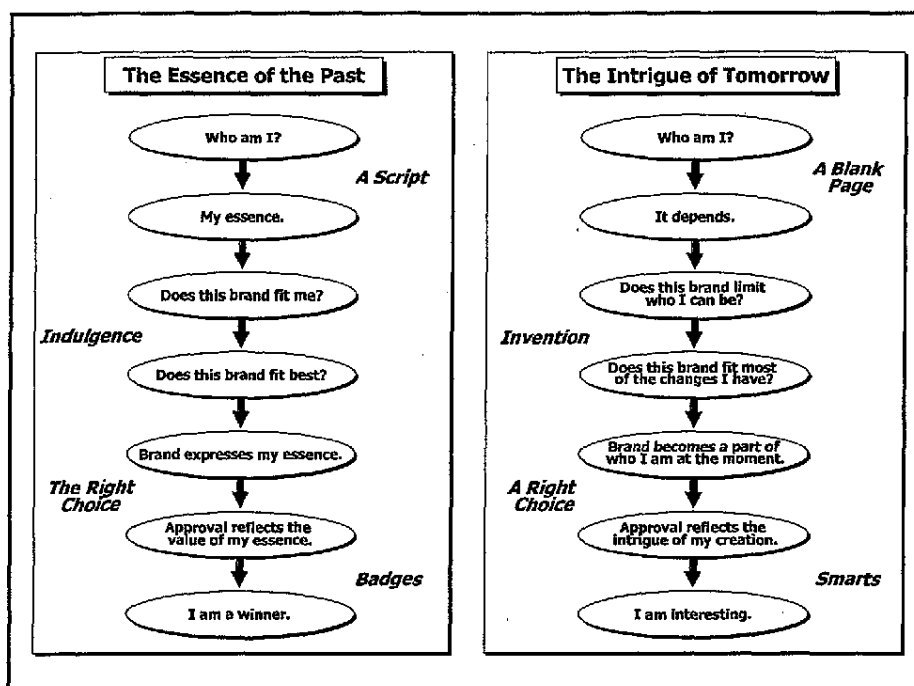 The Essence of the Past
Who am I?
A Script
My essence.
Does this brand fit me?
Indulgence
Does this brand fit best?
Brand expresses my essence.
The Right
Choice
Approval reflects the
value of my essence.
Badges
I am a winner.
The Intrigue of Tomorrow
Who am I?
A Blank
Page
It depends.
Does this brand limit
who I can be?
Invention
Does this brand fit most
of the changes I have?
Brand becomes a part of
who I am at the moment.
A Right
Choice
Approval reflects the
intrigue of my creation.
Smarts
I am interesting.